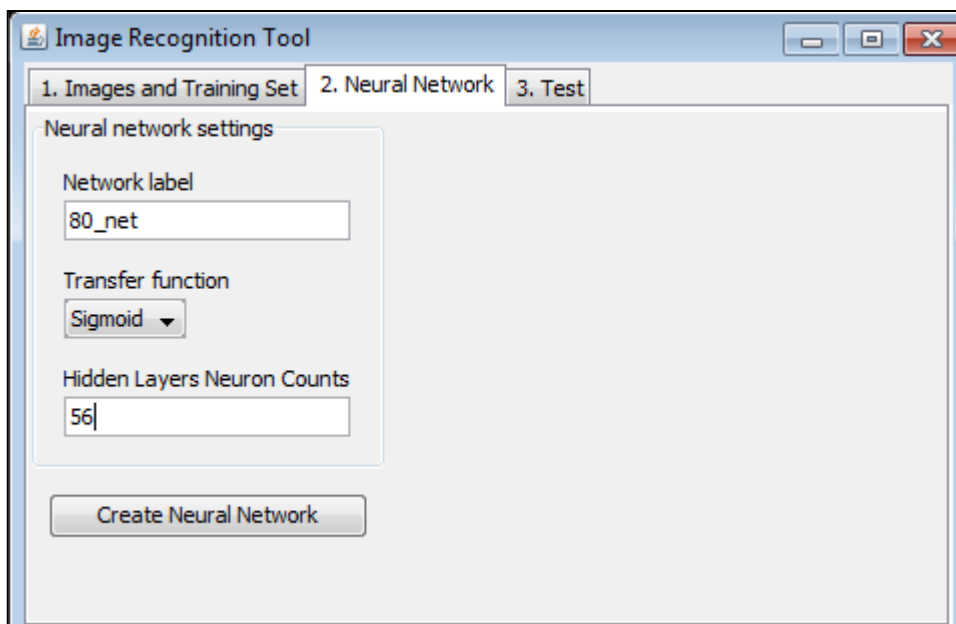 Image Recognition Tool
1. Images and Training Set 2. Neural Network 3. Test
Neural network settings
Network label
80_net
Transfer function
Sigmoid
Hidden Layers Neuron Counts
56
Create Neural Network